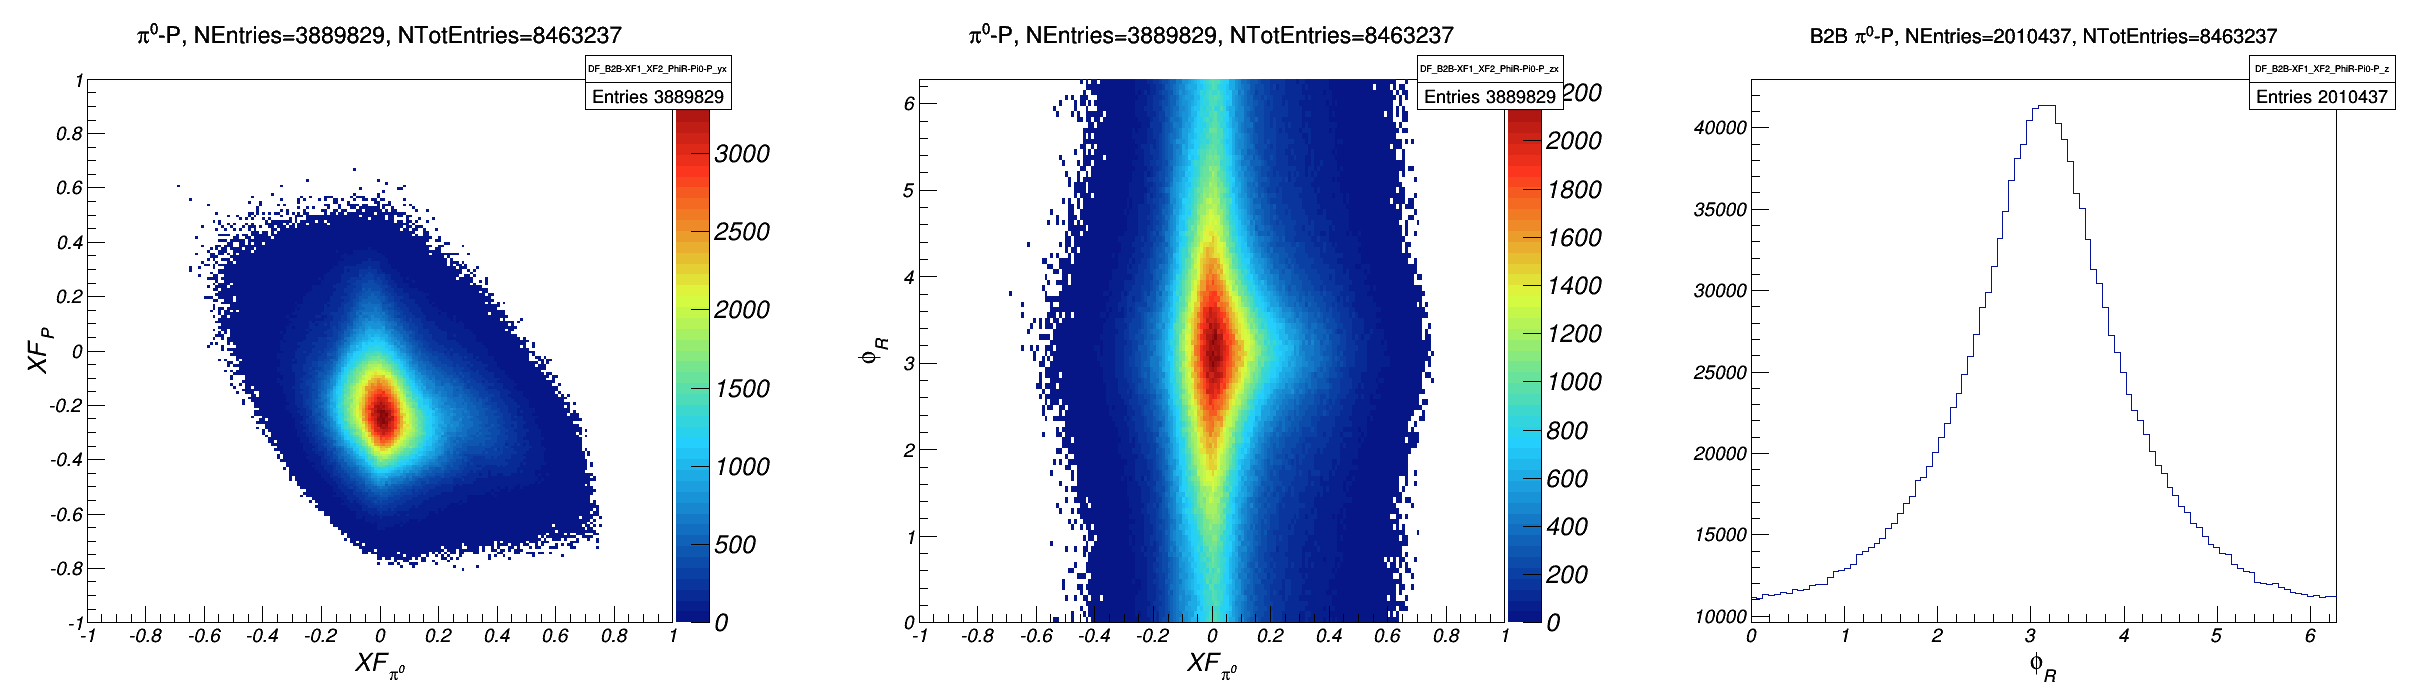 π⁰-P, NEntries=3889829, NTotEntries=8463237
DF_B2B-XF1_XF2_PhiR-Pi0-P_yx
Entries 3889829
1
0.8
0.6
0.4
0.2
0
-0.2
-0.4
-0.6
-0.8
-1
XF_P
-1 -0.8 -0.6 -0.4 -0.2 0 0.2 0.4 0.6 0.8 1
XF_π⁰
3000
2500
2000
1500
1000
500
0
π⁰-P, NEntries=3889829, NTotEntries=8463237
DF_B2B-XF1_XF2_PhiR-Pi0-P_zx
Entries 3889829
6
5
4
3
2
1
0
ϕ_R
-1 -0.8 -0.6 -0.4 -0.2 0 0.2 0.4 0.6 0.8 1
XF_π⁰
200
2000
1800
1600
1400
1200
1000
800
600
400
200
0
B2B π⁰-P, NEntries=2010437, NTotEntries=8463237
DF_B2B-XF1_XF2_PhiR-Pi0-P_z
Entries 2010437
40000
35000
30000
25000
20000
15000
10000
0 1 2 3 4 5 6
ϕ_R